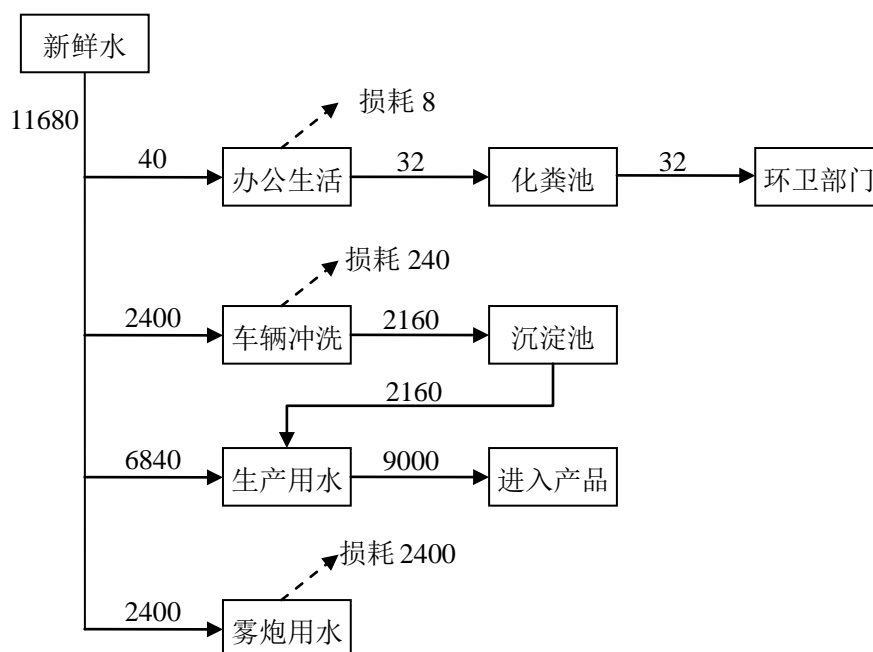 新鲜水
11680
损耗 8
40
办公生活
32
化粪池
32
环卫部门
损耗 240
2400
车辆冲洗
2160
沉淀池
2160
6840
生产用水
9000
进入产品
损耗 2400
2400
雾炮用水